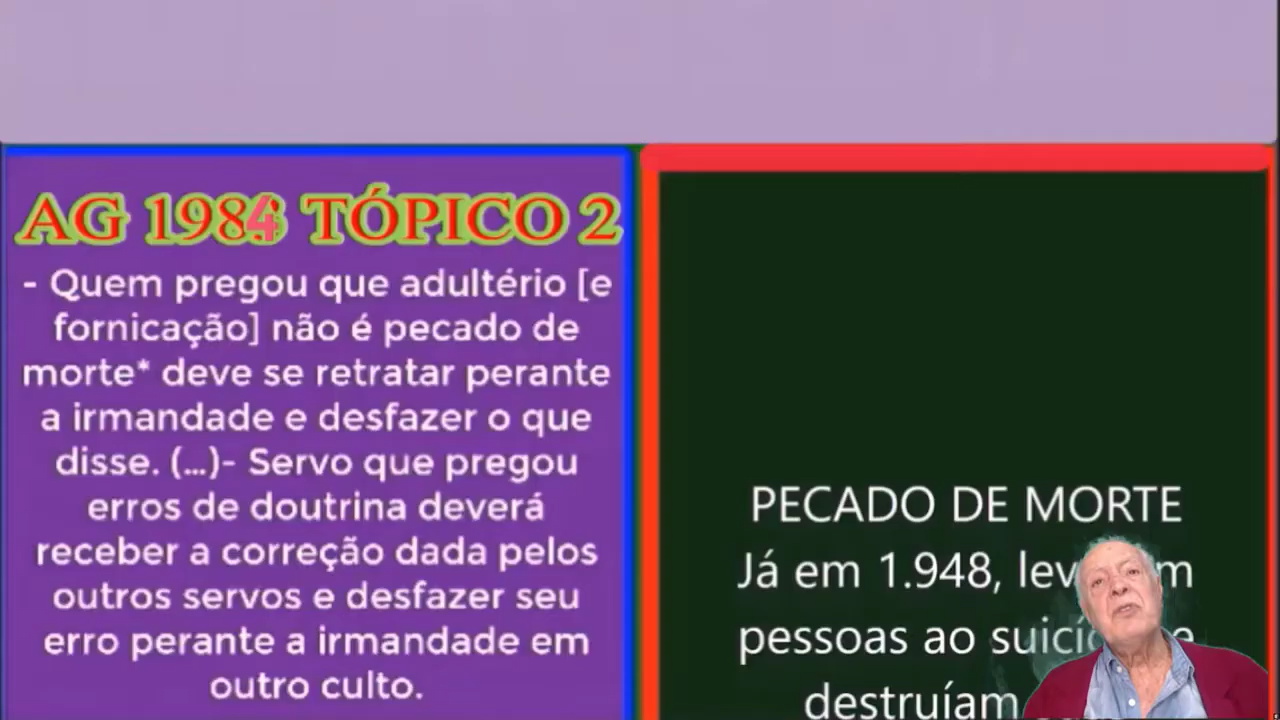 AG 1984 TÓPICO 2
- Quem pregou que adultério [e
fornicação] não é pecado de
morte* deve se retratar perante
a irmandade e desfazer o que
disse. (...)- Servo que pregou
erros de doutrina deverá
receber a correção dada pelos
outros servos e desfazer seu
erro perante a irmandade em
outro culto.
PECADO DE MORTE
Já em 1.948,
pessoas ao
destruíam